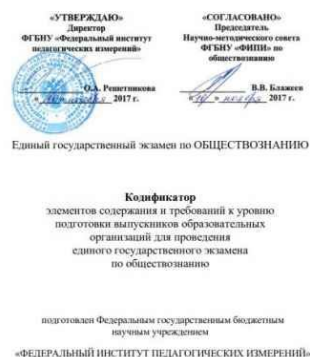 «УТВЕРЖДАЮ»
Директор
ФГБНУ «Федеральный институт
педагогических измерений»
О.А. Решетникова
2017 г.
«СОГЛАСОВАНО»
Председатель
Научно-методического совета
ФГБНУ «ФИПИ» по
обществознанию
В.В. Блажеев
«10» ноября 2017 г.
Единый государственный экзамен по ОБЩЕСТВОЗНАНИЮ
Кодификатор
элементов содержания и требований к уровню
подготовки выпускников образовательных
организаций для проведения
единого государственного экзамена
по обществознанию
подготовлен Федеральным государственным бюджетным
научным учреждением
«ФЕДЕРАЛЬНЫЙ ИНСТИТУТ ПЕДАГОГИЧЕСКИХ ИЗМЕРЕНИЙ»